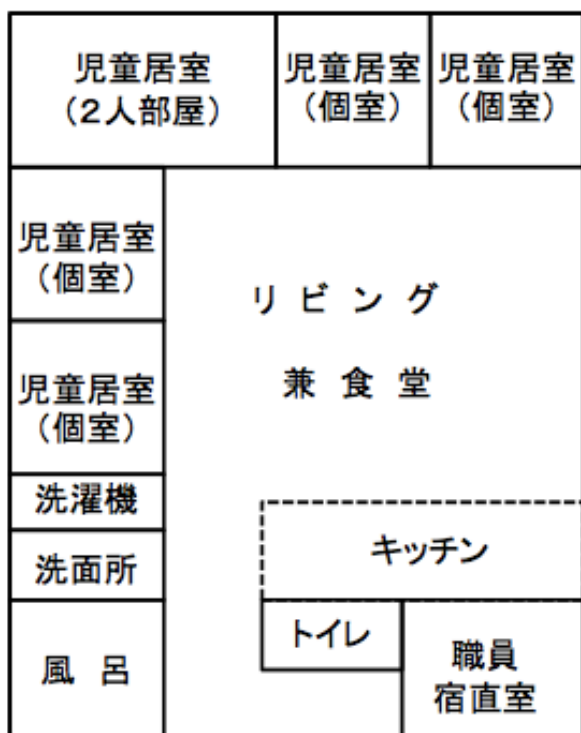 児童居室
（２人部屋）
児童居室
（個室）
児童居室
（個室）
児童居室
（個室）
リビング
兼食堂
児童居室
（個室）
洗濯機
洗面所
キッチン
風呂
トイレ
職員
宿直室